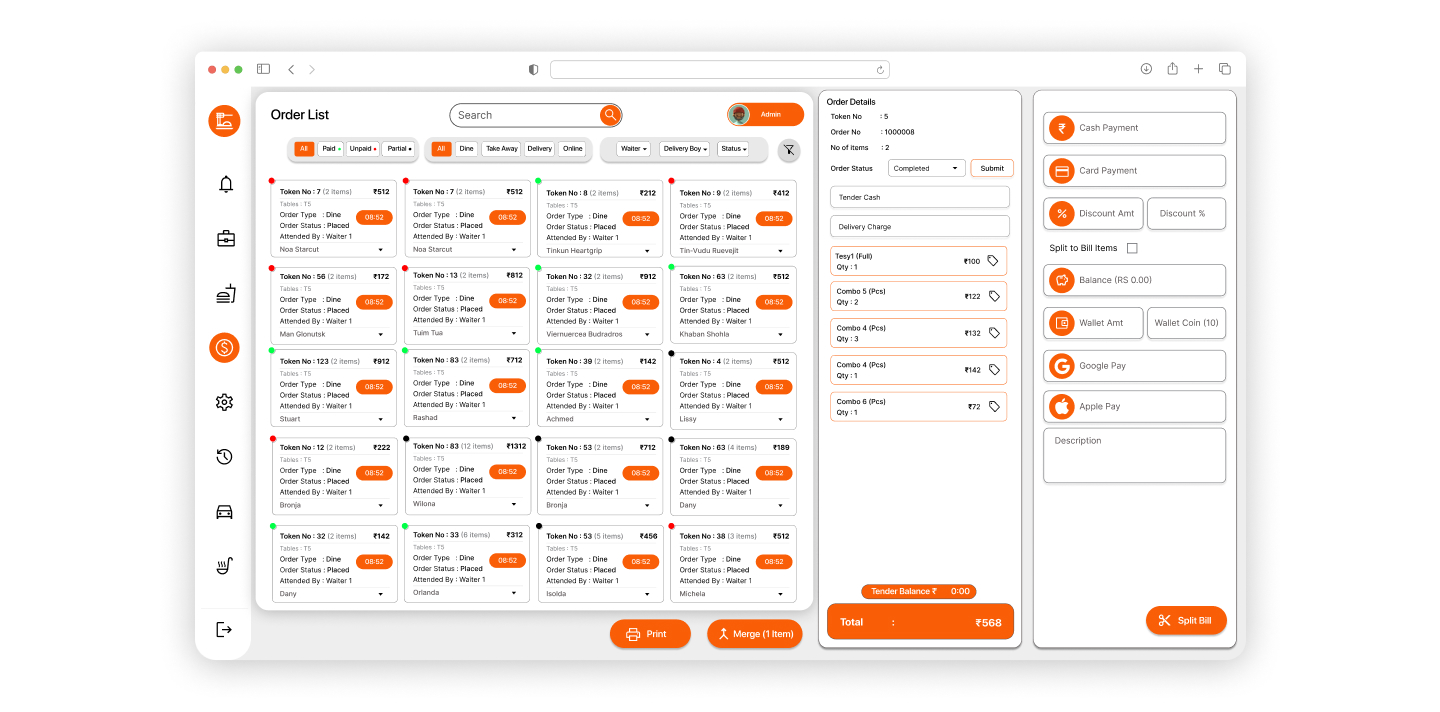 Order List
Search
Admin
All Paid Unpaid Partial
All Dine Take Away Delivery Online
Waiter Delivery Boy Status
Token No : 7 (2 items) ₹512
Tables : T5
Order Type : Dine
Order Status : Placed
08:52
Attended By : Waiter 1
Noa Starcut
Token No : 7 (2 items) ₹512
Tables : T5
Order Type : Dine
Order Status : Placed
08:52
Attended By : Waiter 1
Noa Starcut
Token No : 8 (2 items) ₹212
Tables : T5
Order Type : Dine
Order Status : Placed
08:52
Attended By : Waiter 1
Tinkun Heartgrip
Token No : 9 (2 items) ₹412
Tables : T5
Order Type : Dine
Order Status : Placed
08:52
Attended By : Waiter 1
Tin-Vudu Ruevejit
Token No : 56 (2 items) ₹172
Tables : T5
Order Type : Dine
Order Status : Placed
08:52
Attended By : Waiter 1
Man Glonutsk
Token No : 13 (2 items) ₹812
Tables : T5
Order Type : Dine
Order Status : Placed
08:52
Attended By : Waiter 1
Tuim Tua
Token No : 32 (2 items) ₹912
Tables : T5
Order Type : Dine
Order Status : Placed
08:52
Attended By : Waiter 1
Viernuercea Budradros
Token No : 63 (2 items) ₹512
Tables : T5
Order Type : Dine
Order Status : Placed
08:52
Attended By : Waiter 1
Khaban Shohla
Token No : 123 (2 items) ₹912
Tables : T5
Order Type : Dine
Order Status : Placed
08:52
Attended By : Waiter 1
Stuart
Token No : 83 (2 items) ₹712
Tables : T5
Order Type : Dine
Order Status : Placed
08:52
Attended By : Waiter 1
Rashad
Token No : 39 (2 items) ₹142
Tables : T5
Order Type : Dine
Order Status : Placed
08:52
Attended By : Waiter 1
Achmed
Token No : 4 (2 items) ₹512
Tables : T5
Order Type : Dine
Order Status : Placed
08:52
Attended By : Waiter 1
Lissy
Token No : 12 (2 items) ₹222
Tables : T5
Order Type : Dine
Order Status : Placed
08:52
Attended By : Waiter 1
Bronja
Token No : 83 (12 items) ₹1312
Tables : T5
Order Type : Dine
Order Status : Placed
08:52
Attended By : Waiter 1
Wilona
Token No : 53 (2 items) ₹712
Tables : T5
Order Type : Dine
Order Status : Placed
08:52
Attended By : Waiter 1
Bronja
Token No : 63 (4 items) ₹189
Tables : T5
Order Type : Dine
Order Status : Placed
08:52
Attended By : Waiter 1
Dany
Token No : 32 (2 items) ₹142
Tables : T5
Order Type : Dine
Order Status : Placed
08:52
Attended By : Waiter 1
Dany
Token No : 33 (6 items) ₹312
Tables : T5
Order Type : Dine
Order Status : Placed
08:52
Attended By : Waiter 1
Orlanda
Token No : 53 (5 items) ₹456
Tables : T5
Order Type : Dine
Order Status : Placed
08:52
Attended By : Waiter 1
Isolda
Token No : 38 (3 items) ₹512
Tables : T5
Order Type : Dine
Order Status : Placed
08:52
Attended By : Waiter 1
Michela
Print
Merge (1 Item)
Order Details
Token No : 5
Order No : 1000008
No of items : 2
Order Status Completed Submit
Tender Cash
Delivery Charge
Tesy1 (Full)
Qty : 1
₹100
Combo 5 (Pcs)
Qty : 2
₹122
Combo 4 (Pcs)
Qty : 3
₹132
Combo 4 (Pcs)
Qty : 1
₹142
Combo 6 (Pcs)
Qty : 1
₹72
Tender Balance ₹ 0:00
Total : ₹568
₹ Cash Payment
Card Payment
% Discount Amt
Discount %
Split to Bill Items
Balance (RS 0.00)
Wallet Amt
Wallet Coin (10)
G Google Pay
Apple Pay
Description
Split Bill